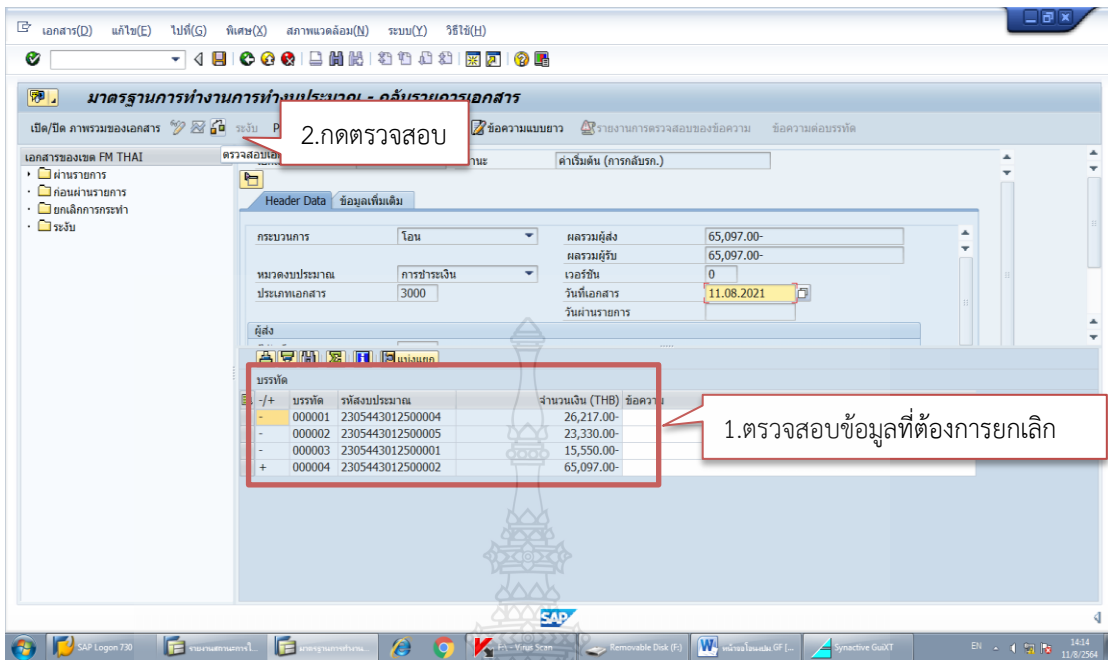 เอกสาร(D) แก้ไข(E) ไปที่(G) พิเศษ(X) สภาพแวดล้อม(N) ระบบ(Y) วิธีใช้(H)
มาตรฐานการทำงานการทำงบประมาณ - กลับรายการเอกสาร
เปิด/ปิด ภาพรวมของเอกสาร ระงับ P ข้อความแบบยาว รายงานการตรวจสอบของข้อความ ข้อความต่อบรรทัด
2.กดตรวจสอบ
เอกสารของเขต FM THAI
ค่าเริ่มต้น (การกลับรก.)
ผ่านรายการ
ก่อนผ่านรายการ
ยกเลิกการกระทำ
ระงับ
Header Data ข้อมูลเพิ่มเติม
กระบวนการ โอน ผลรวมผู้ส่ง 65,097.00-
ผลรวมผู้รับ 65,097.00-
หมวดงบประมาณ การชำระเงิน เวอร์ชัน 0
ประเภทเอกสาร 3000 วันที่เอกสาร 11.08.2021
วันผ่านรายการ
ผู้ส่ง
แบ่งแยก
บรรทัด
-/+ บรรทัด รหัสงบประมาณ จำนวนเงิน (THB) ข้อความ
- 000001 2305443012500004 26,217.00-
- 000002 2305443012500005 23,330.00-
- 000003 2305443012500001 15,550.00-
+ 000004 2305443012500002 65,097.00-
1.ตรวจสอบข้อมูลที่ต้องการยกเลิก
SAP
SAP Logon 730 มาตรฐานการทำงาน... Virus Scan Removable Disk (F:) Synactive GuiXT EN 14:14
11/8/2564